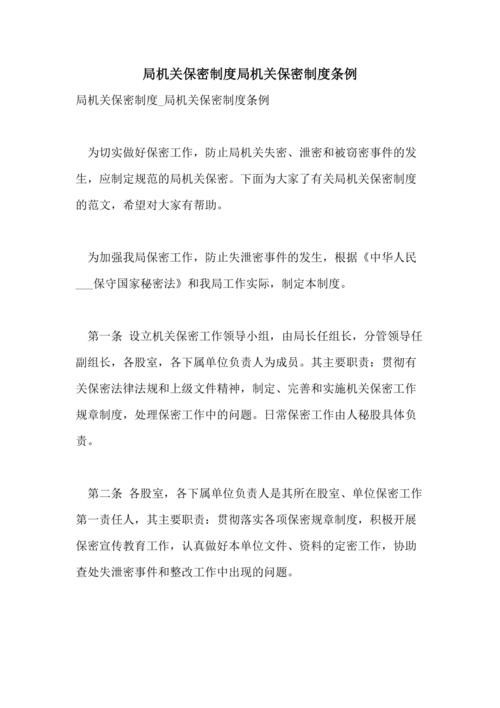 局机关保密制度局机关保密制度条例
局机关保密制度_局机关保密制度条例
为切实做好保密工作，防止局机关失密、泄密和被窃密事件的发
生，应制定规范的局机关保密。下面为大家了有关局机关保密制度
的范文，希望对大家有帮助。
为加强我局保密工作，防止失泄密事件的发生，根据《中华人民
___保守国家秘密法》和我局工作实际，制定本制度。
第一条 设立机关保密工作领导小组，由局长任组长，分管领导任
副组长，各股室，各下属单位负责人为成员。其主要职责：贯彻有
关保密法律法规和上级文件精神，制定、完善和实施机关保密工作
规章制度，处理保密工作中的问题。日常保密工作由人秘股具体负
责。
第二条 各股室，各下属单位负责人是其所在股室、单位保密工作
第一责任人，其主要职责：贯彻落实各项保密规章制度，积极开展
保密宣传教育工作，认真做好本单位文件、资料的定密工作，协助
查处失泄密事件和整改工作中出现的问题。